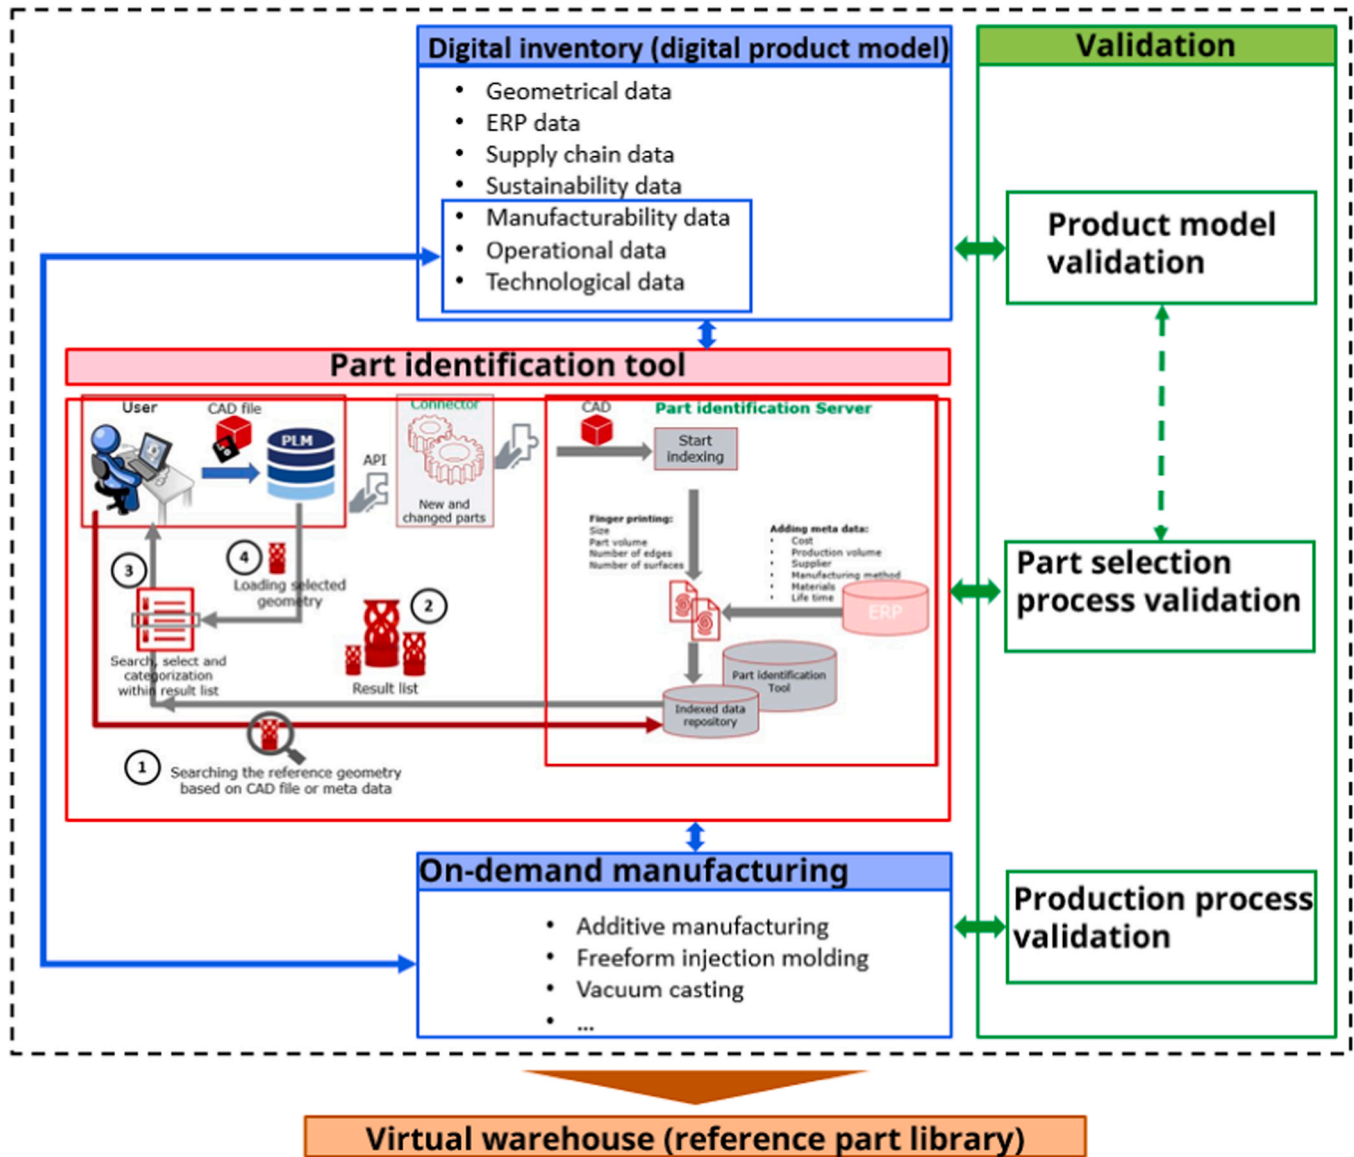 Digital inventory (digital product model)
• Geometrical data
• ERP data
• Supply chain data
• Sustainability data
• Manufacturability data
• Operational data
• Technological data
Validation
Product model
validation
Part selection
process validation
Production process
validation
Part identification tool
User
CAD file
PLM
API
Connector
New and
changed parts
CAD
Part identification Server
Start
indexing
Finger printing:
Size
Part volume
Number of edges
Number of surfaces
Adding meta data:
• Cost
• Production volume
• Supplier
• Manufacturing method
• Materials
• Life time
ERP
Part identification
Tool
Indexed data
repository
3
4
Loading selected
geometry
2
Result list
Search, select and
categorization
within result list
1
Searching the reference geometry
based on CAD file or meta data
On-demand manufacturing
• Additive manufacturing
• Freeform injection molding
• Vacuum casting
• ...
Virtual warehouse (reference part library)